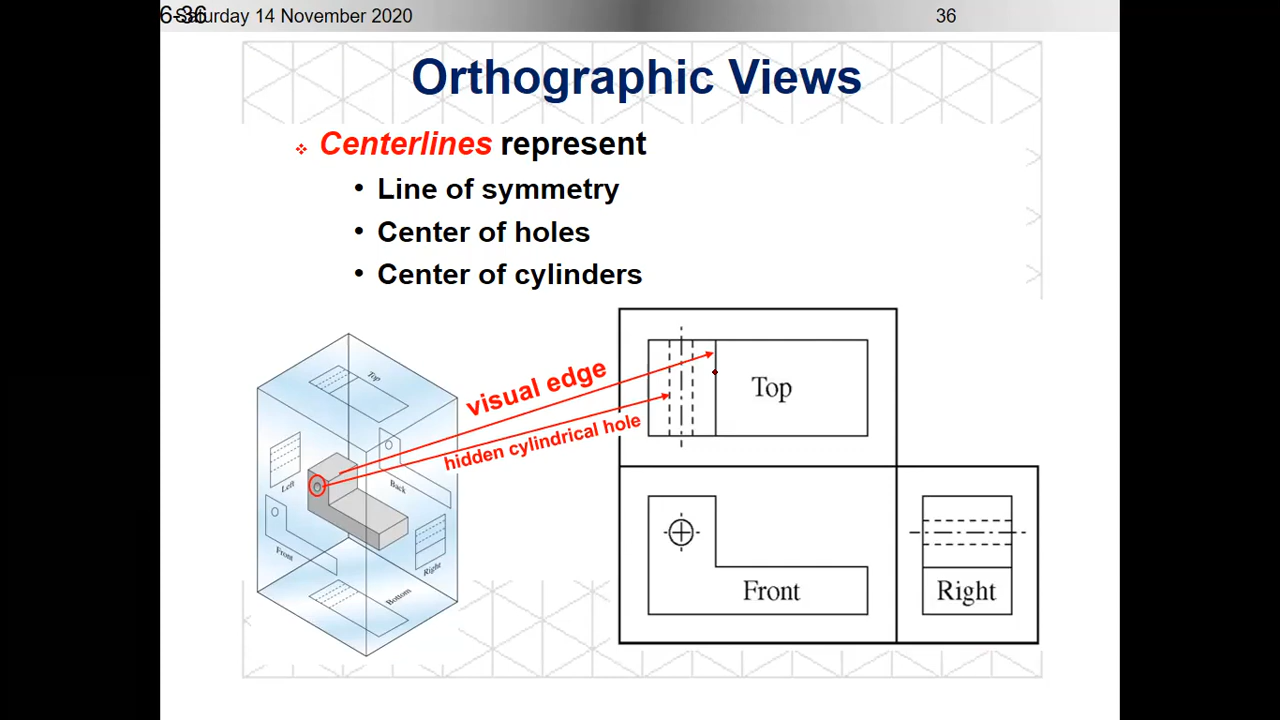 6-36
Saturday 14 November 2020
36
Orthographic Views
❖ Centerlines represent
• Line of symmetry
• Center of holes
• Center of cylinders
visual edge
hidden cylindrical hole
Top
Front
Right
Top
Left
Back
Front
Right
Bottom